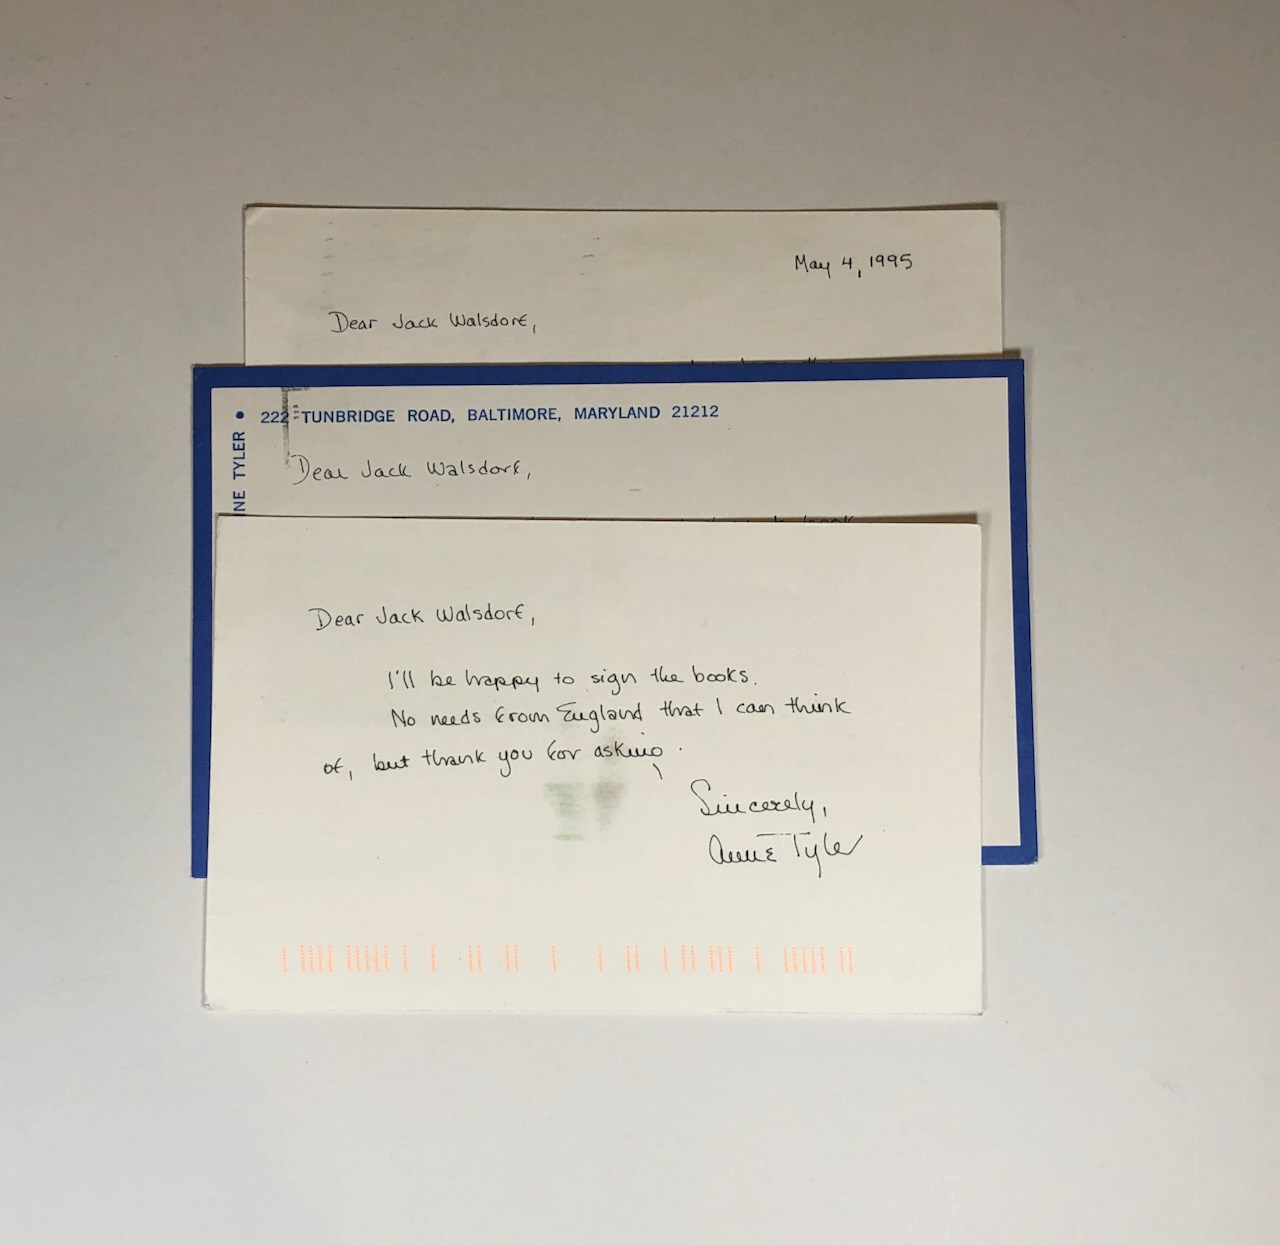 May 4, 1995
Dear Jack Walsdorf,
222 TUNBRIDGE ROAD, BALTIMORE, MARYLAND 21212
INE TYLER •
Dear Jack Walsdorf,
Dear Jack Walsdorf,
I'll be happy to sign the books.
No needs from England that I can think
of, but thank you for asking.
Sincerely,
Anne Tyler